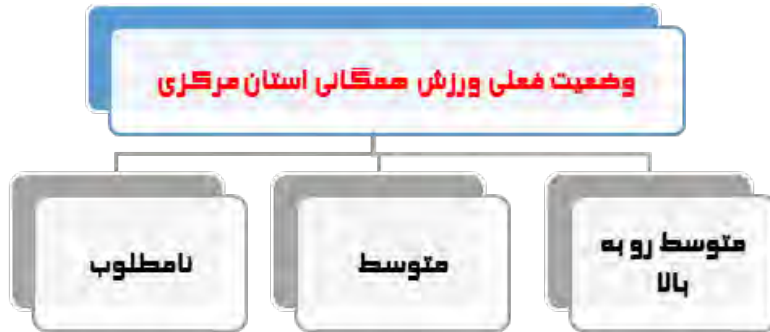 وضعیت فعلی ورزش همگانی استان مرکزی
متوسط رو به
بالا
متوسط
نامطلوب